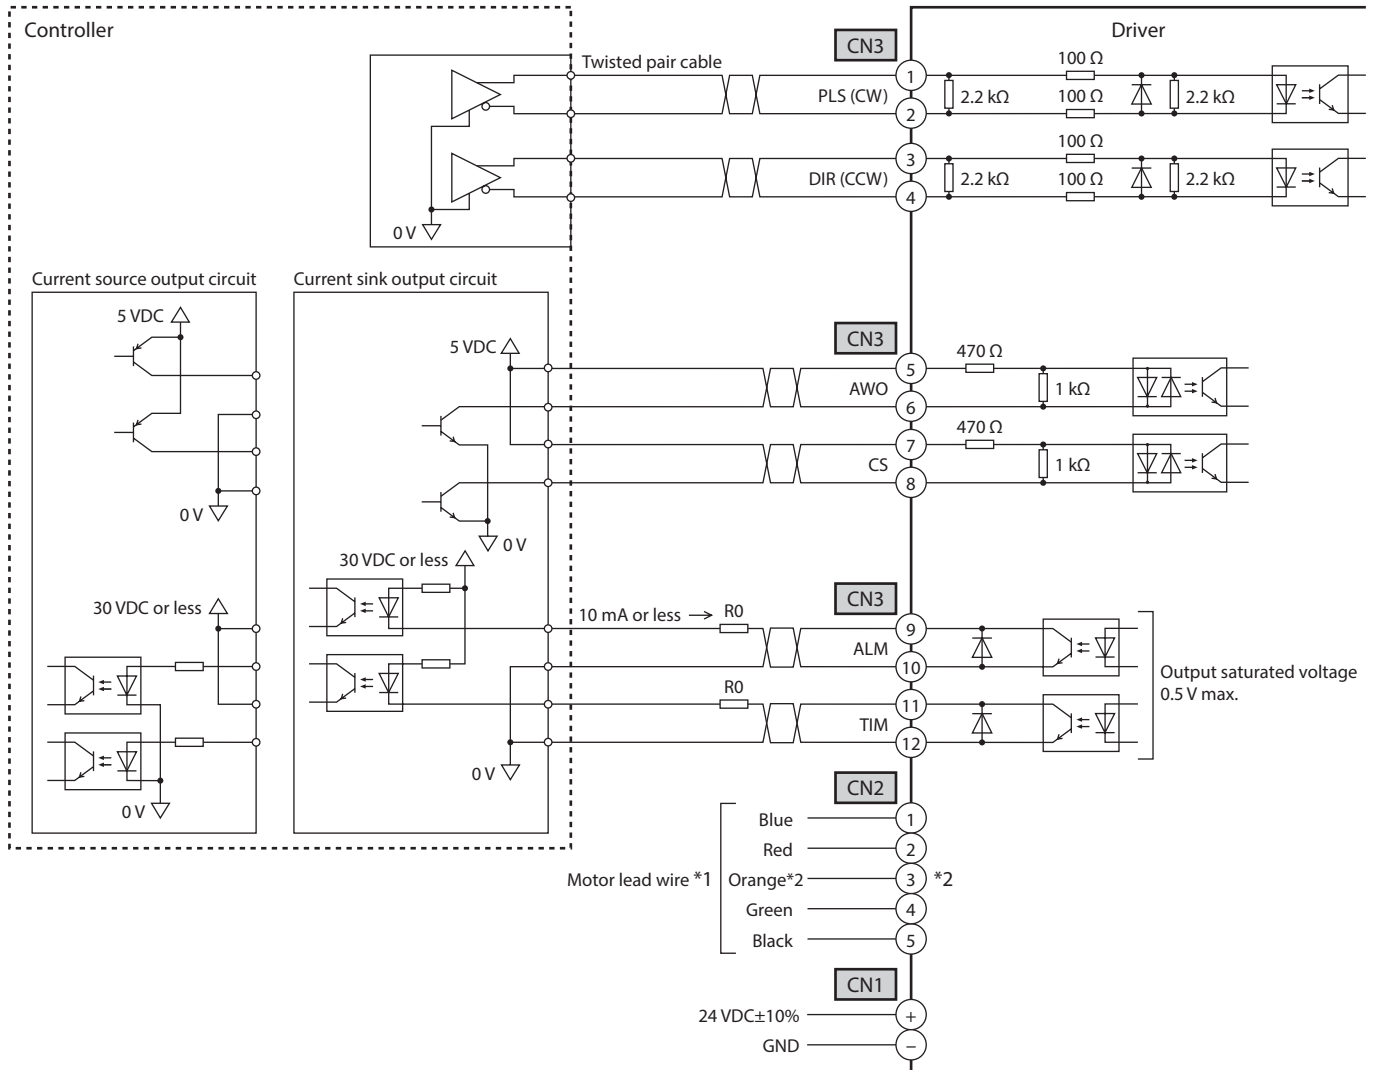 Controller
Driver
CN3
Twisted pair cable
100 Ω
1
PLS (CW)
2.2 kΩ
100 Ω
2.2 kΩ
2
100 Ω
3
DIR (CCW)
2.2 kΩ
100 Ω
2.2 kΩ
4
0 V
Current source output circuit
Current sink output circuit
5 VDC
CN3
5 VDC
470 Ω
5
AWO
1 kΩ
6
470 Ω
7
CS
1 kΩ
8
0 V
0 V
30 VDC or less
CN3
30 VDC or less
10 mA or less
R0
9
ALM
10
Output saturated voltage
0.5 V max.
R0
11
TIM
12
0 V
0 V
CN2
Blue
1
Red
2
Motor lead wire *1
Orange*2
3
*2
Green
4
Black
5
CN1
24 VDC±10%
+
GND
−